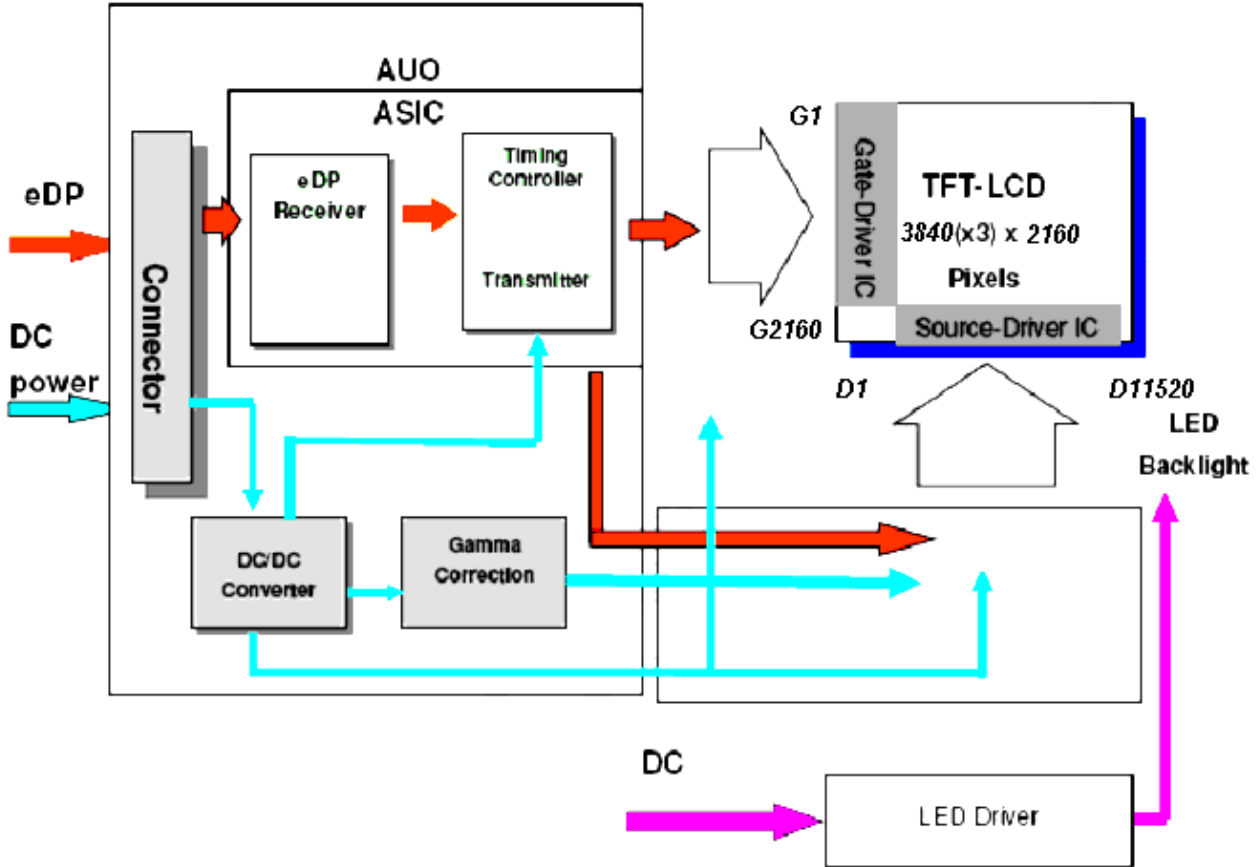 AUO
ASIC
eDP
Receiver
Timing
Controller
Transmitter
eDP
DC
power
Connector
DC/DC
Converter
Gamma
Correction
G1
G2160
Gate-Driver IC
TFT-LCD
3840(x3) x 2160
Pixels
Source-Driver IC
D1
D11520
LED
Backlight
DC
LED Driver